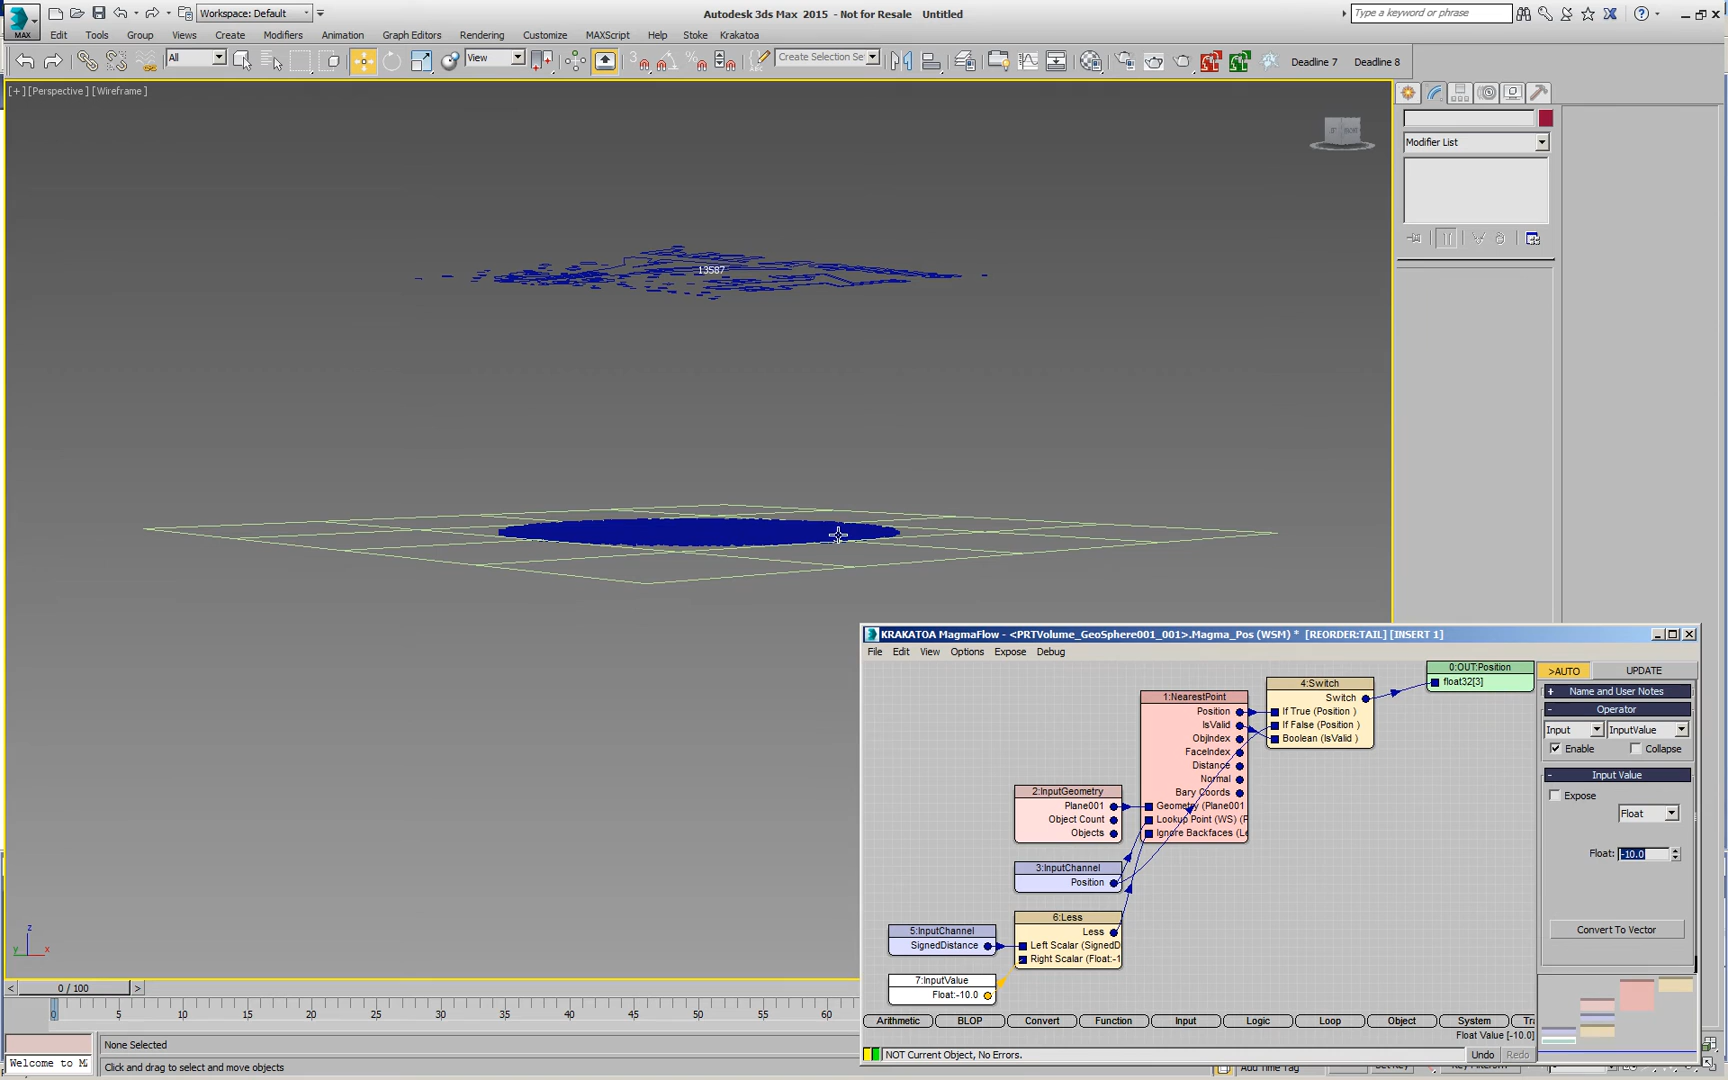 Workspace: Default
Autodesk 3ds Max 2015 - Not for Resale Untitled
Type a keyword or phrase
MAX
Edit Tools Group Views Create Modifiers Animation Graph Editors Rendering Customize MAXScript Help Stoke Krakatoa
All View Create Selection Se Deadline 7 Deadline 8
[+] [Perspective] [Wireframe]
Modifier List
13587
KRAKATOA MagmaFlow - <PRTVolume_GeoSphere001_001>.Magma_Pos (WSM) * [REORDER:TAIL] [INSERT 1]
File Edit View Options Expose Debug
0:OUT:Position
float32[3]
>AUTO UPDATE
+ Name and User Notes
- Operator
Input InputValue
Enable Collapse
- Input Value
Expose
Float
Float: -10.0
Convert To Vector
4:Switch
Switch
If True (Position )
If False (Position )
Boolean (IsValid )
1:NearestPoint
Position
IsValid
ObjIndex
FaceIndex
Distance
Normal
Bary Coords
Geometry (Plane001
Lookup Point (WS) (F
Ignore Backfaces (Le
2:InputGeometry
Plane001
Object Count
Objects
3:InputChannel
Position
6:Less
Less
Left Scalar (SignedD
Right Scalar (Float:-1
5:InputChannel
SignedDistance
7:InputValue
Float:-10.0
Arithmetic BLOP Convert Function Input Logic Loop Object System Tra
Float Value [-10.0]
NOT Current Object, No Errors.
Undo Redo
z
y x
< 0 / 100 >
0 5 10 15 20 25 30 35 40 45 50 55 60
None Selected
Welcome to M
Click and drag to select and move objects
Add Time Tag